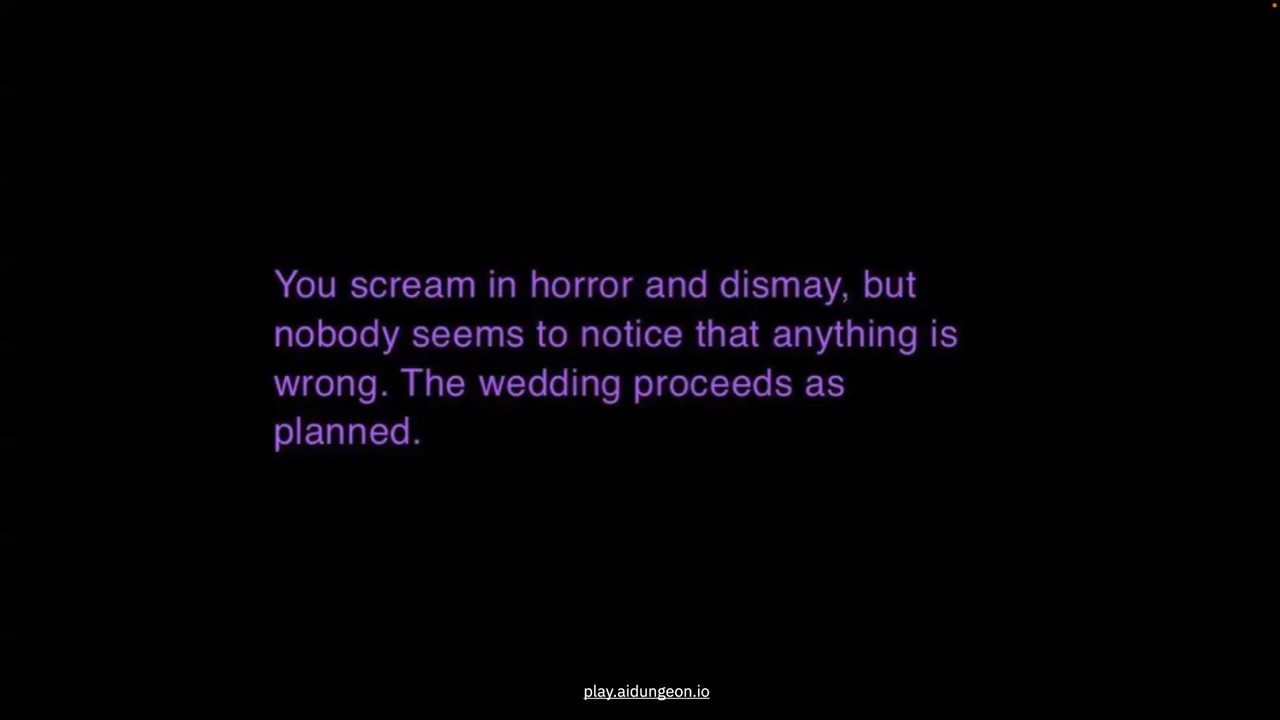 You scream in horror and dismay, but
nobody seems to notice that anything is
wrong. The wedding proceeds as
planned.
play.aidungeon.io